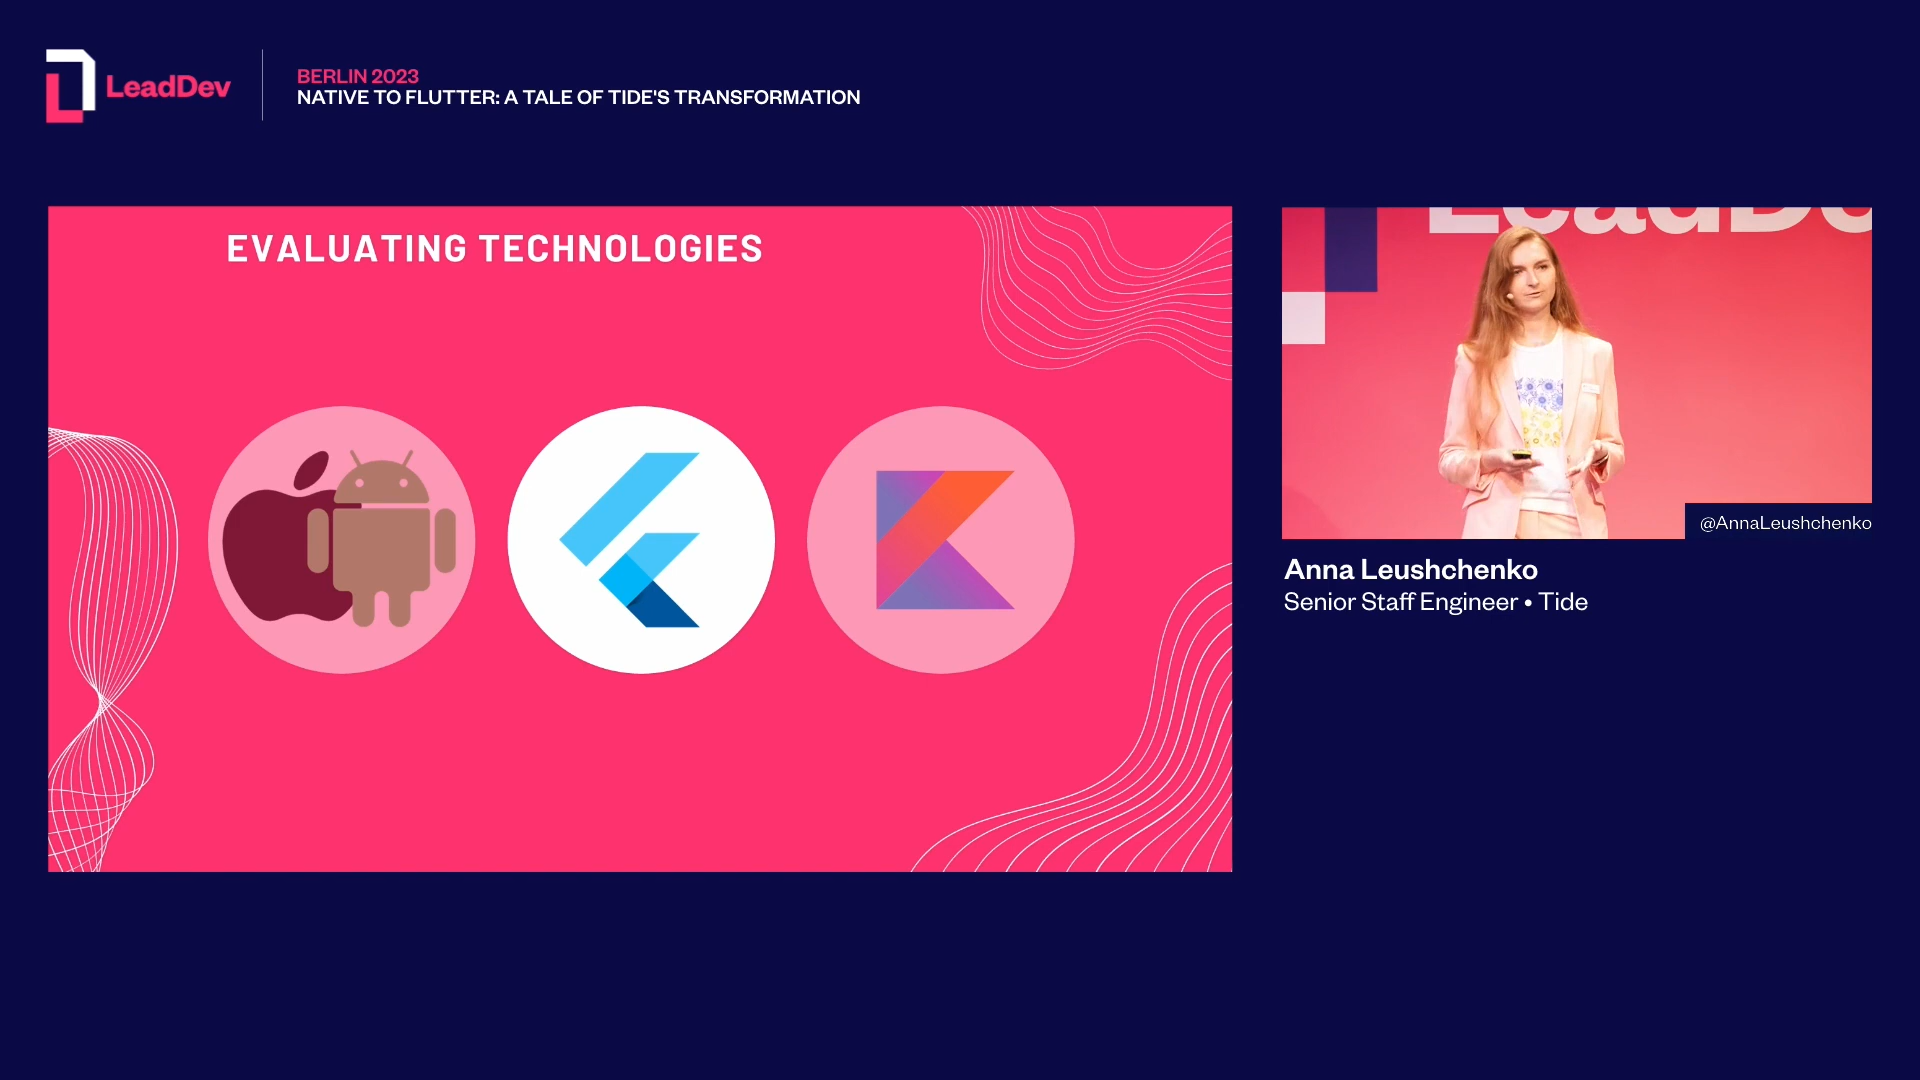 LeadDev
BERLIN 2023
NATIVE TO FLUTTER: A TALE OF TIDE'S TRANSFORMATION
EVALUATING TECHNOLOGIES
LeadDe
@AnnaLeushchenko
Anna Leushchenko
Senior Staff Engineer • Tide